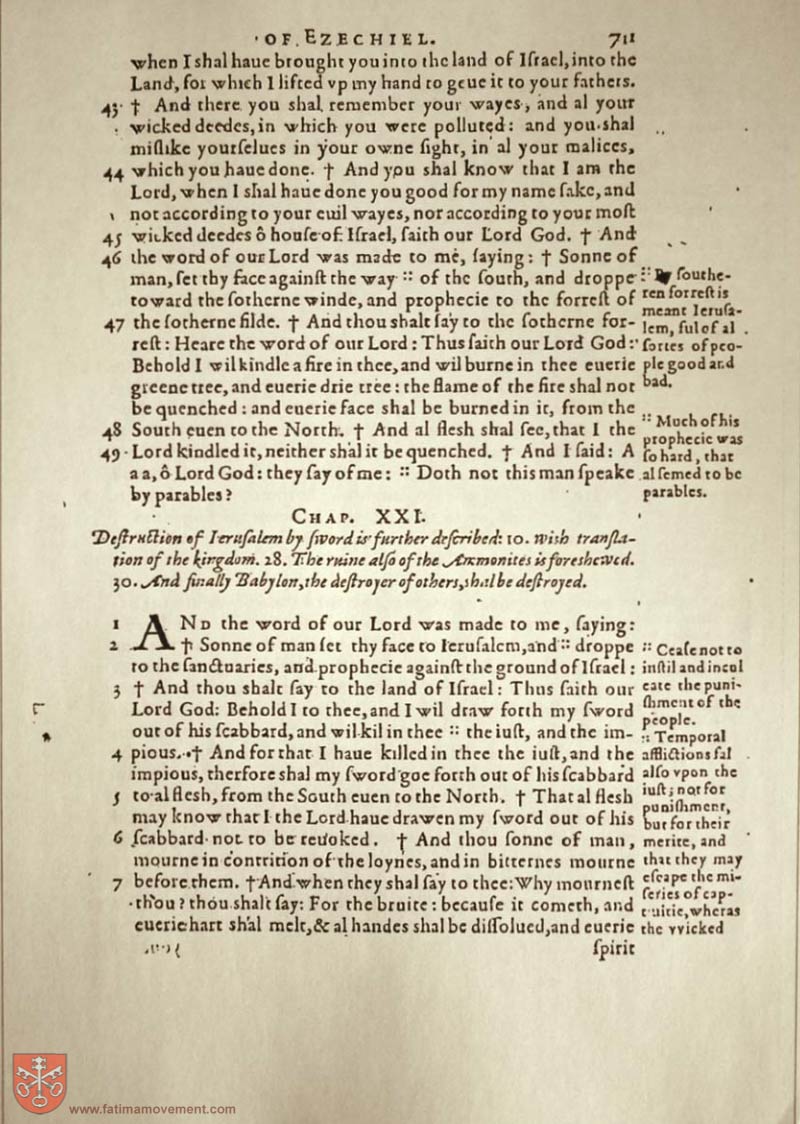 OF EZECHIEL. 711
when I shal haue brought you into the land of Iſrael, into the
Land, for which I lifted vp my hand to geue it to your fathers.
43 † And there you shal remember your wayes, and al your
wicked deedes, in which you were polluted: and you shal
miſlike yourſelues in your owne ſight, in al your malices,
44 which you haue done. † And you shal know that I am the
Lord, when I shal haue done you good for my name ſake, and
not according to your euil wayes, nor according to your moſt
45 wicked deedes ô houſe of Iſrael, ſaith our Lord God. † And
46 the word of our Lord was made to me, ſaying: † Sonne of
man, ſet thy face againſt the way :: of the ſouth, and droppe
toward the ſotherne winde, and prophecie to the forreſt of
47 the ſotherne ſilde. † And thou shalt ſay to the ſotherne for-
reſt: Heare the word of our Lord: Thus ſaith our Lord God:
Behold I wil kindle a fire in thee, and wil burne in thee euerie
greene tree, and euerie drie tree: the flame of the fire shal not
be quenched: and euerie face shal be burned in it, from the
48 South euen to the North. † And al flesh shal ſee, that I the
49 Lord kindled it, neither shal it be quenched. † And I ſaid: A
a a, ô Lord God: they ſay of me: :: Doth not this man ſpeake
by parables?
:: By ſouthe-
ren forreſt is
meant Ieruſa-
lem, ful of al
ſortes of peo-
ple good and
bad.
:: Much of his
prophecie was
ſo hard, that
al ſemed to be
parables.
CHAP. XXI.
Deſtruction of Ieruſalem by ſword is further deſcribed: 10. with tranſla-
tion of the kingdom. 28. The ruine alſo of the Ammonites is foreshewed.
30. And finally Babylon, the deſtroyer of others, shal be deſtroyed.
1 AND the word of our Lord was made to me, ſaying:
2 † Sonne of man ſet thy face to Ieruſalem, and :: droppe
to the ſanctuaries, and prophecie againſt the ground of Iſrael:
3 † And thou shalt ſay to the land of Iſrael: Thus ſaith our
Lord God: Behold I to thee, and I wil draw forth my ſword
out of his ſcabbard, and wil kil in thee :: the iuſt, and the im-
4 pious. † And for that I haue killed in thee the iuſt, and the
impious, therfore shal my ſword goe forth out of his ſcabbard
5 to al flesh, from the South euen to the North. † That al flesh
may know that I the Lord haue drawen my ſword out of his
6 ſcabbard not to be reuoked. † And thou ſonne of man,
mourne in contrition of the loynes, and in bitternes mourne
7 before them. † And when they shal ſay to thee: Why mourneſt
thou? thou shalt ſay: For the bruite: becauſe it cometh, and
euerie hart shal melt, & al handes shal be diſſolued, and euerie
ſpirit
:: Ceaſe not to
inſtil and incul
cate the puni-
shment of the
people.
:: Temporal
afflictions fal
alſo vpon the
iuſt; not for
punishment,
but for their
merite, and
that they may
eſcape the mi-
ſeries of cap-
tiuitie, wheras
the vvicked
www.fatimamovement.com